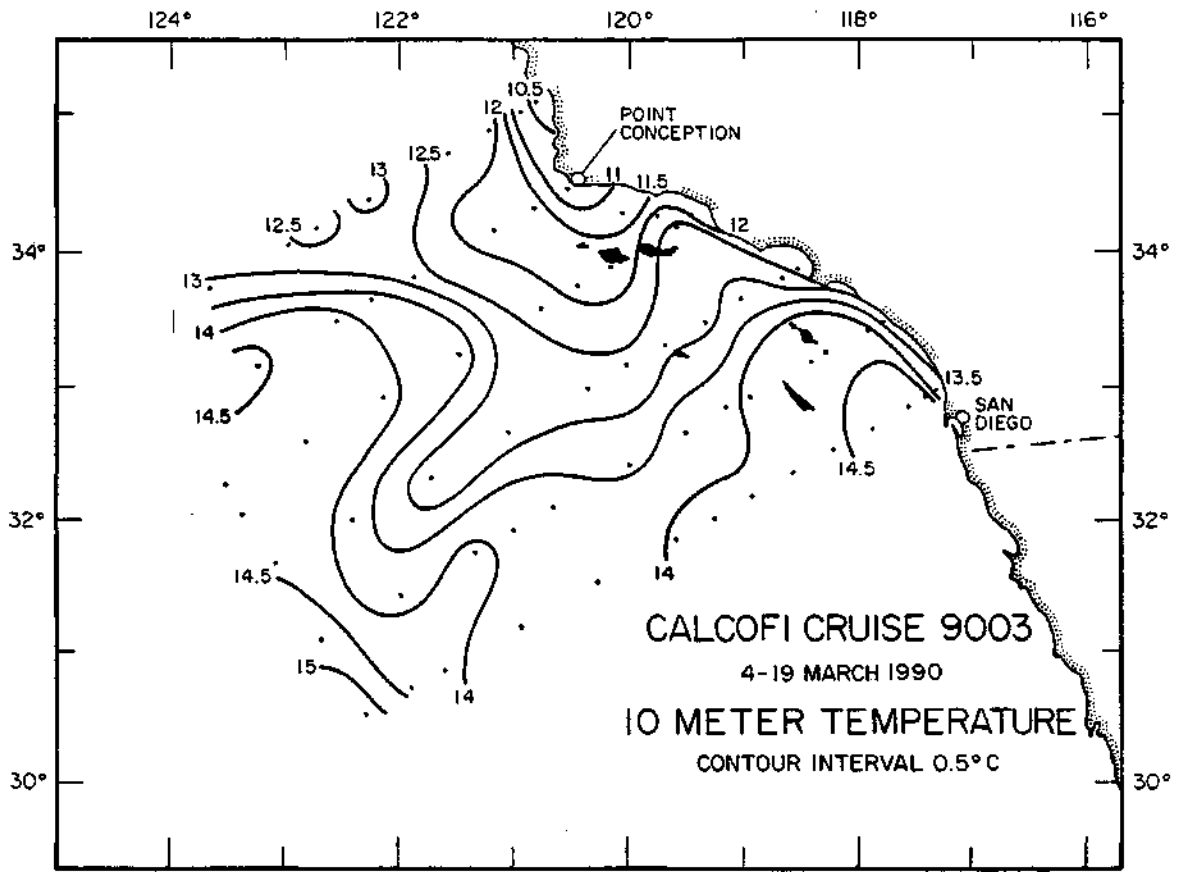 124° 122° 120° 118° 116°
10.5
12
POINT
CONCEPTION
12.5
13
11
11.5
12.5
12
34° 34°
13
14
13.5
14.5
SAN
DIEGO
14.5
32° 32°
14.5
14
CALCOFI CRUISE 9003
15
4-19 MARCH 1990
14
10 METER TEMPERATURE
CONTOUR INTERVAL 0.5°C
30° 30°